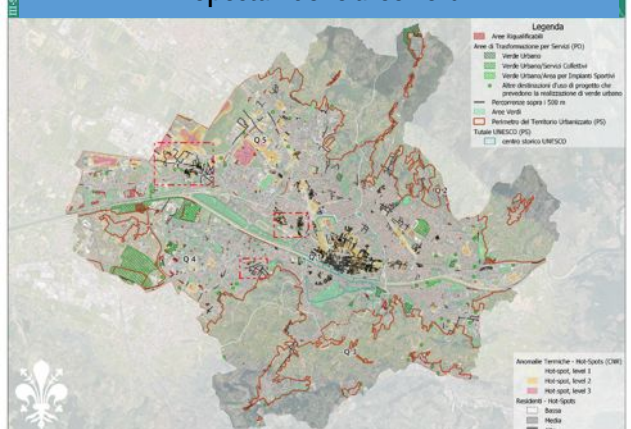 Legenda
Aree Riqualificabili
Aree di Trasformazione per Servizi (PO)
Verde Urbano
Verde Urbano/Servizi Collettivi
Verde Urbano/Area per Impianti Sportivi
Altre destinazioni d'uso di progetto che
prevedono la realizzazione di verde urbano
Percorrenze sopra i 500 m
Aree Verdi
Perimetro del Territorio Urbanizzato (PS)
Tutele UNESCO (PS)
centro storico UNESCO
Q 5
Q 2
Q 4
Q 3
Anomalie Termiche - Hot-Spots (CNR)
Hot-spot, level 1
Hot-spot, level 2
Hot-spot, level 3
Residenti - Hot-Spots
Bassa
Media